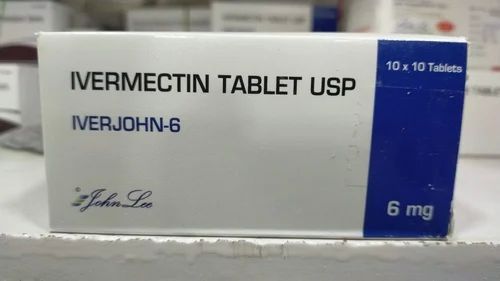 IVERMECTIN TABLET USP
IVERJOHN-6
John Lee
10 x 10 Tablets
6 mg